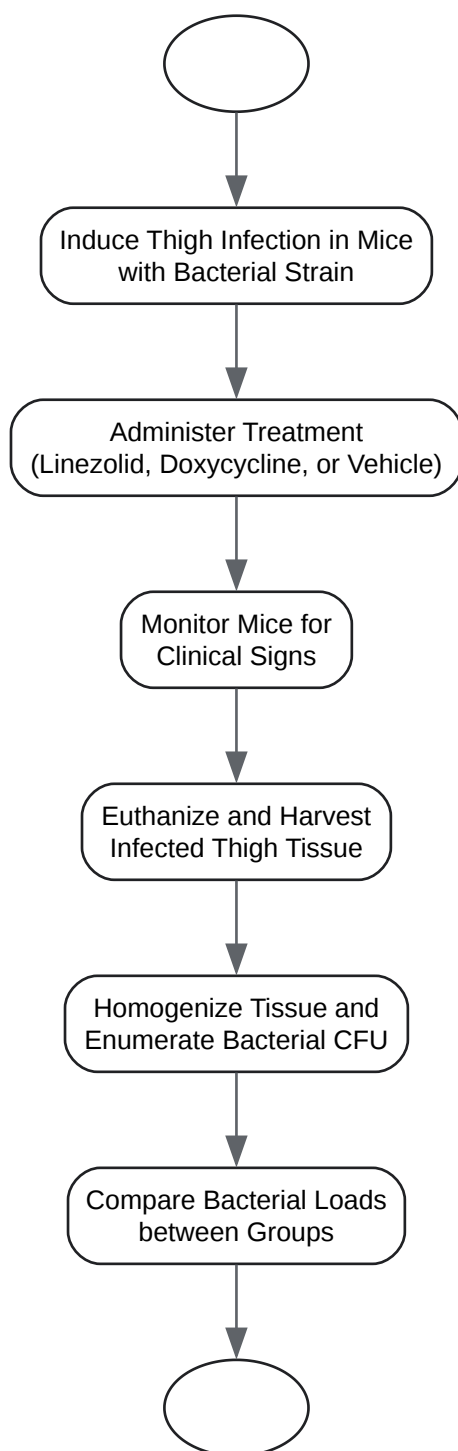 Induce Thigh Infection in Mice
with Bacterial Strain
Administer Treatment
(Linezolid, Doxycycline, or Vehicle)
Monitor Mice for
Clinical Signs
Euthanize and Harvest
Infected Thigh Tissue
Homogenize Tissue and
Enumerate Bacterial CFU
Compare Bacterial Loads
between Groups